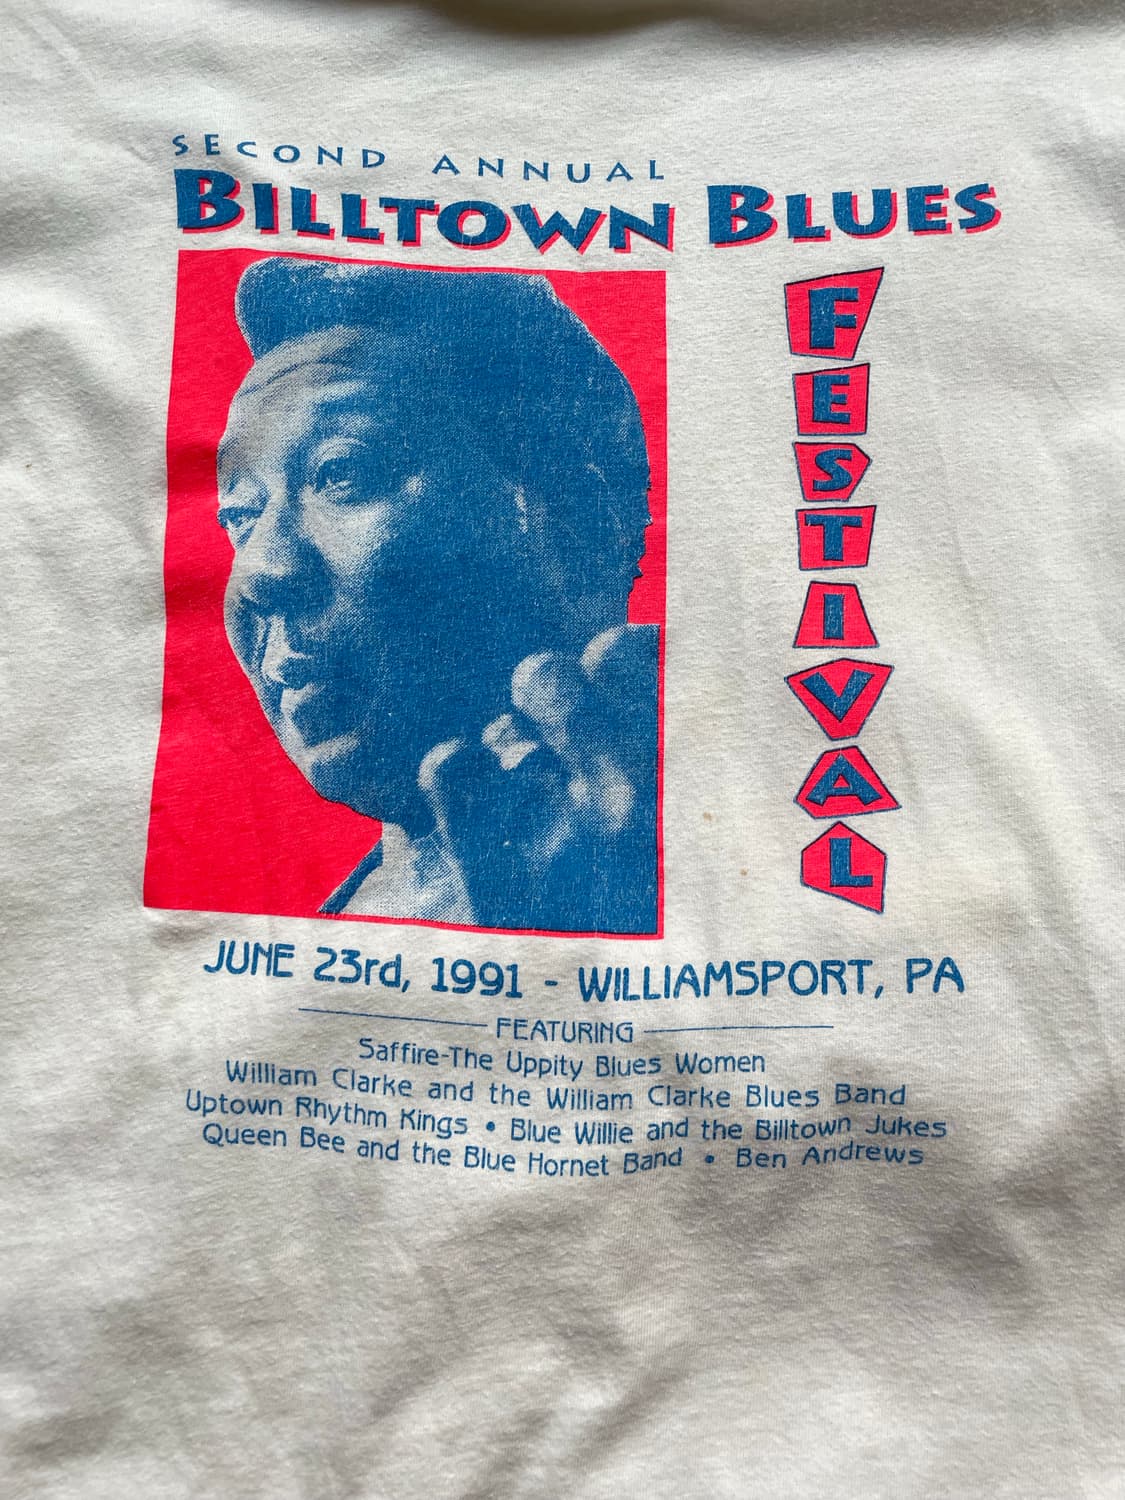 SECOND ANNUAL
BILLTOWN BLUES
FESTIVAL
JUNE 23rd, 1991 - WILLIAMSPORT, PA
FEATURING
Saffire-The Uppity Blues Women
William Clarke and the William Clarke Blues Band
Uptown Rhythm Kings • Blue Willie and the Billtown Jukes
Queen Bee and the Blue Hornet Band • Ben Andrews